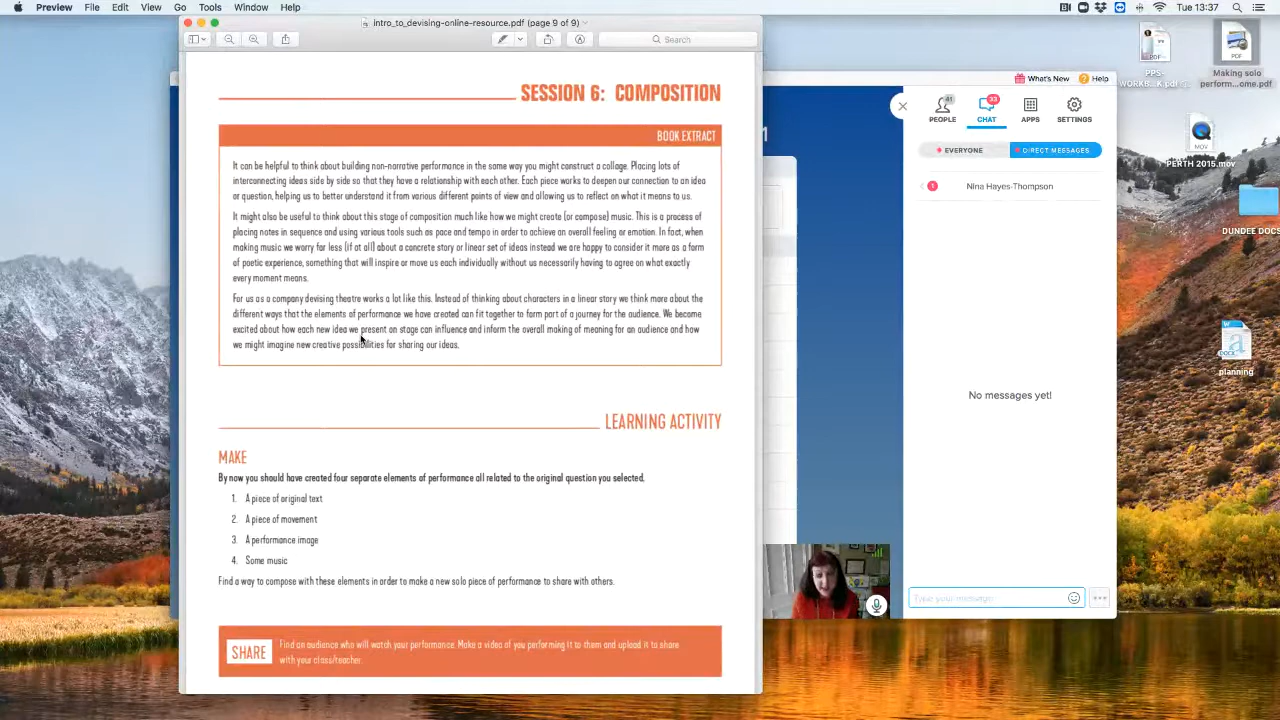 Preview File Edit View Go Tools Window Help
Tue 13:37
intro_to_devising-online-resource.pdf (page 9 of 9)
Search
SESSION 6: COMPOSITION
BOOK EXTRACT
It can be helpful to think about building non-narrative performance in the same way you might construct a collage. Placing lots of
interconnecting ideas side by side so that they have a relationship with each other. Each piece works to deepen our connection to an idea
or question, helping us to better understand it from various different points of view and allowing us to reflect on what it means to us.
It might also be useful to think about this stage of composition much like how we might create (or compose) music. This is a process of
placing notes in sequence and using various tools such as pace and tempo in order to achieve an overall feeling or emotion. In fact, when
making music we worry far less (if at all) about a concrete story or linear set of ideas instead we are happy to consider it more as a form
of poetic experience, something that will inspire or move us each individually without us necessarily having to agree on what exactly
every moment means.
For us as a company devising theatre works a lot like this. Instead of thinking about characters in a linear story we think more about the
different ways that the elements of performance we have created can fit together to form part of a journey for the audience. We become
excited about how each new idea we present on stage can influence and inform the overall making of meaning for an audience and how
we might imagine new creative possibilities for sharing our ideas.
LEARNING ACTIVITY
MAKE
By now you should have created four separate elements of performance all related to the original question you selected.
1. A piece of original text
2. A piece of movement
3. A performance image
4. Some music
Find a way to compose with these elements in order to make a new solo piece of performance to share with others.
SHARE
Find an audience who will watch your performance. Make a video of you performing it to them and upload it to share
with your class/teacher.
1
What's New Help
41
33
PEOPLE CHAT APPS SETTINGS
EVERYONE DIRECT MESSAGES
1 Nina Hayes-Thompson
No messages yet!
Type your message
PDF
PPS-
WORKBS...K.pdf
PDF
Making solo
perform...ome.pdf
MOV
PERTH 2015.mov
DUNDEE DOCS
DOCX
planning